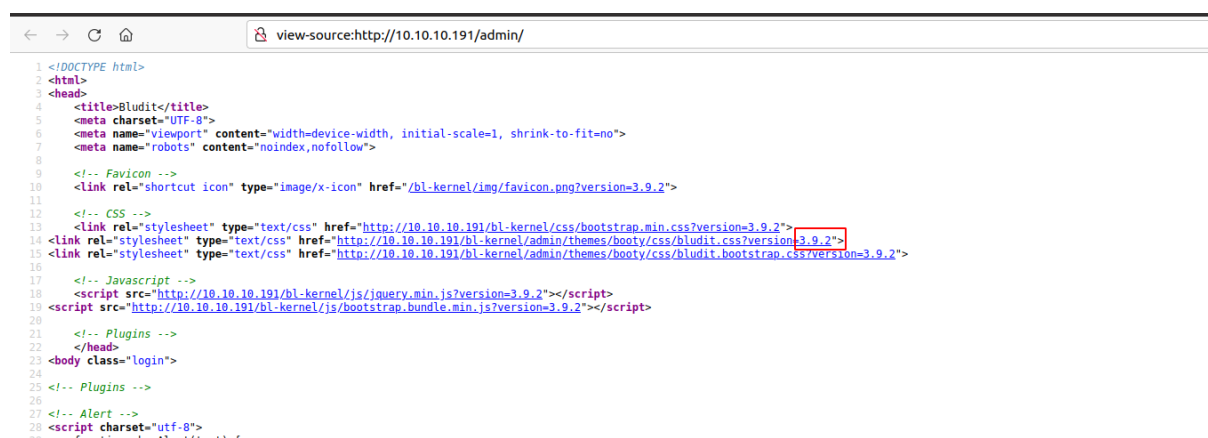 view-source:http://10.10.10.191/admin/
1 <!DOCTYPE html>
2 <html>
3 <head>
4 <title>Bludit</title>
5 <meta charset="UTF-8">
6 <meta name="viewport" content="width=device-width, initial-scale=1, shrink-to-fit=no">
7 <meta name="robots" content="noindex,nofollow">
8
9 <!-- Favicon -->
10 <link rel="shortcut icon" type="image/x-icon" href="/bl-kernel/img/favicon.png?version=3.9.2">
11
12 <!-- CSS -->
13 <link rel="stylesheet" type="text/css" href="http://10.10.10.191/bl-kernel/css/bootstrap.min.css?version=3.9.2">
14 <link rel="stylesheet" type="text/css" href="http://10.10.10.191/bl-kernel/admin/themes/booty/css/bludit.css?version=3.9.2">
15 <link rel="stylesheet" type="text/css" href="http://10.10.10.191/bl-kernel/admin/themes/booty/css/bludit.bootstrap.css?version=3.9.2">
16
17 <!-- Javascript -->
18 <script src="http://10.10.10.191/bl-kernel/js/jquery.min.js?version=3.9.2"></script>
19 <script src="http://10.10.10.191/bl-kernel/js/bootstrap.bundle.min.js?version=3.9.2"></script>
20
21 <!-- Plugins -->
22 </head>
23 <body class="login">
24
25 <!-- Plugins -->
26
27 <!-- Alert -->
28 <script charset="utf-8">